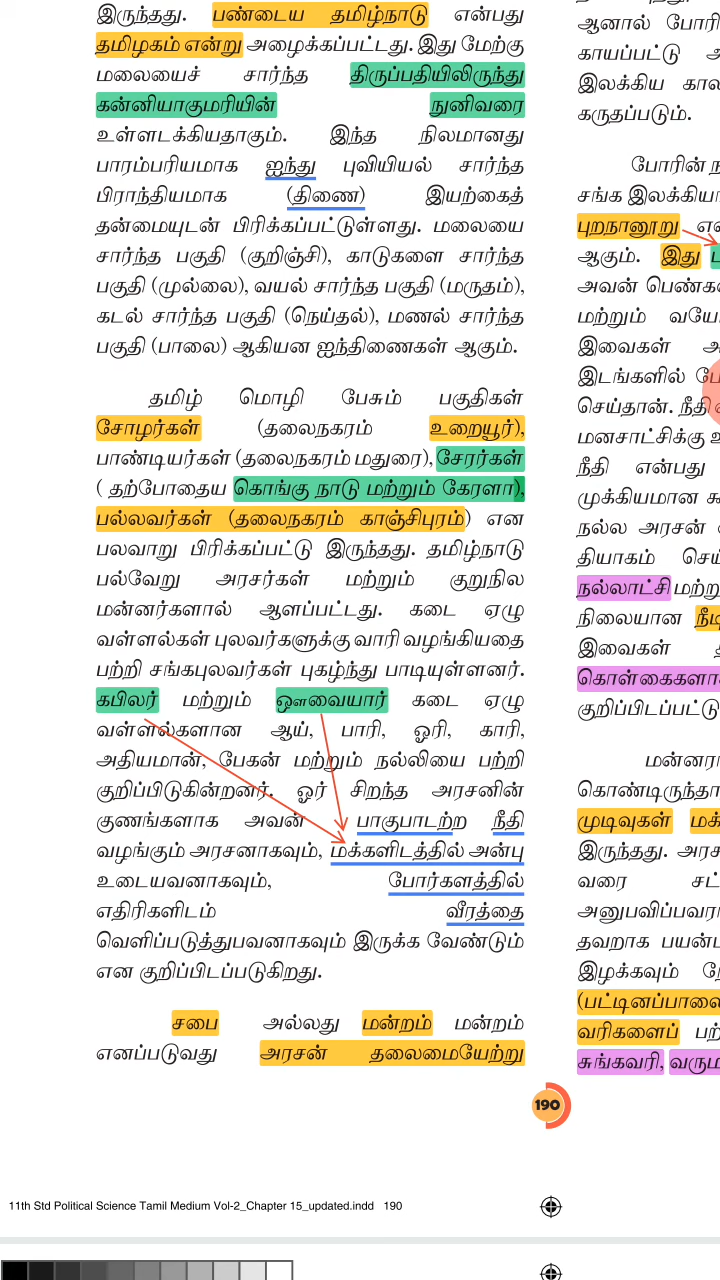 இருந்தது. பண்டைய தமிழ்நாடு என்பது
தமிழகம் என்று அழைக்கப்பட்டது. இது மேற்கு
மலையைச் சார்ந்த திருப்பதியிலிருந்து
கன்னியாகுமரியின் நுனிவரை
உள்ளடக்கியதாகும். இந்த நிலமானது
பாரம்பரியமாக ஐந்து புவியியல் சார்ந்த
பிராந்தியமாக (திணை) இயற்கைத்
தன்மையுடன் பிரிக்கப்பட்டுள்ளது. மலையை
சார்ந்த பகுதி (குறிஞ்சி), காடுகளை சார்ந்த
பகுதி (முல்லை), வயல் சார்ந்த பகுதி (மருதம்),
கடல் சார்ந்த பகுதி (நெய்தல்), மணல் சார்ந்த
பகுதி (பாலை) ஆகியன ஐந்திணைகள் ஆகும்.
தமிழ் மொழி பேசும் பகுதிகள்
சோழர்கள் (தலைநகரம் உறையூர்),
பாண்டியர்கள் (தலைநகரம் மதுரை), சேரர்கள்
( தற்போதைய கொங்கு நாடு மற்றும் கேரளா),
பல்லவர்கள் (தலைநகரம் காஞ்சிபுரம்) என
பலவாறு பிரிக்கப்பட்டு இருந்தது. தமிழ்நாடு
பல்வேறு அரசர்கள் மற்றும் குறுநில
மன்னர்களால் ஆளப்பட்டது. கடை ஏழு
வள்ளல்கள் புலவர்களுக்கு வாரி வழங்கியதை
பற்றி சங்கபுலவர்கள் புகழ்ந்து பாடியுள்ளனர்.
கபிலர் மற்றும் ஔவையார் கடை ஏழு
வள்ளல்களான ஆய், பாரி, ஓரி, காரி,
அதியமான், பேகன் மற்றும் நல்லியை பற்றி
குறிப்பிடுகின்றனர். ஓர் சிறந்த அரசனின்
குணங்களாக அவன் பாகுபாடற்ற நீதி
வழங்கும் அரசனாகவும், மக்களிடத்தில் அன்பு
உடையவனாகவும், போர்களத்தில்
எதிரிகளிடம் வீரத்தை
வெளிப்படுத்துபவனாகவும் இருக்க வேண்டும்
என குறிப்பிடப்படுகிறது.
சபை அல்லது மன்றம் மன்றம்
எனப்படுவது அரசன் தலைமையேற்று
ஆனால் போரி
காயப்பட்டு
இலக்கிய கால
கருதப்படும்.
போரின்
சங்க இலக்கியா
புறநானூறு
ஆகும். இது
அவன் பெண்கள
மற்றும் வயோ
இவைகள்
இடங்களில்
செய்தான். நீதி
மனசாட்சிக்கு
நீதி என்பது
முக்கியமான
நல்ல அரசன்
தியாகம் செய்
நல்லாட்சி மற்று
நிலையான நீடி
இவைகள்
கொள்கைகளா
குறிப்பிடப்பட்டு
மன்னரா
கொண்டிருந்தா
முடிவுகள் மக்
இருந்தது. அரச
வரை சட்
அனுபவிப்பவரா
தவறாக பயன்ப
இழக்கவும்
(பட்டினப்பாலை
வரிகளைப் பற்
சுங்கவரி, வரும
190
11th Std Political Science Tamil Medium Vol-2_Chapter 15_updated.indd 190